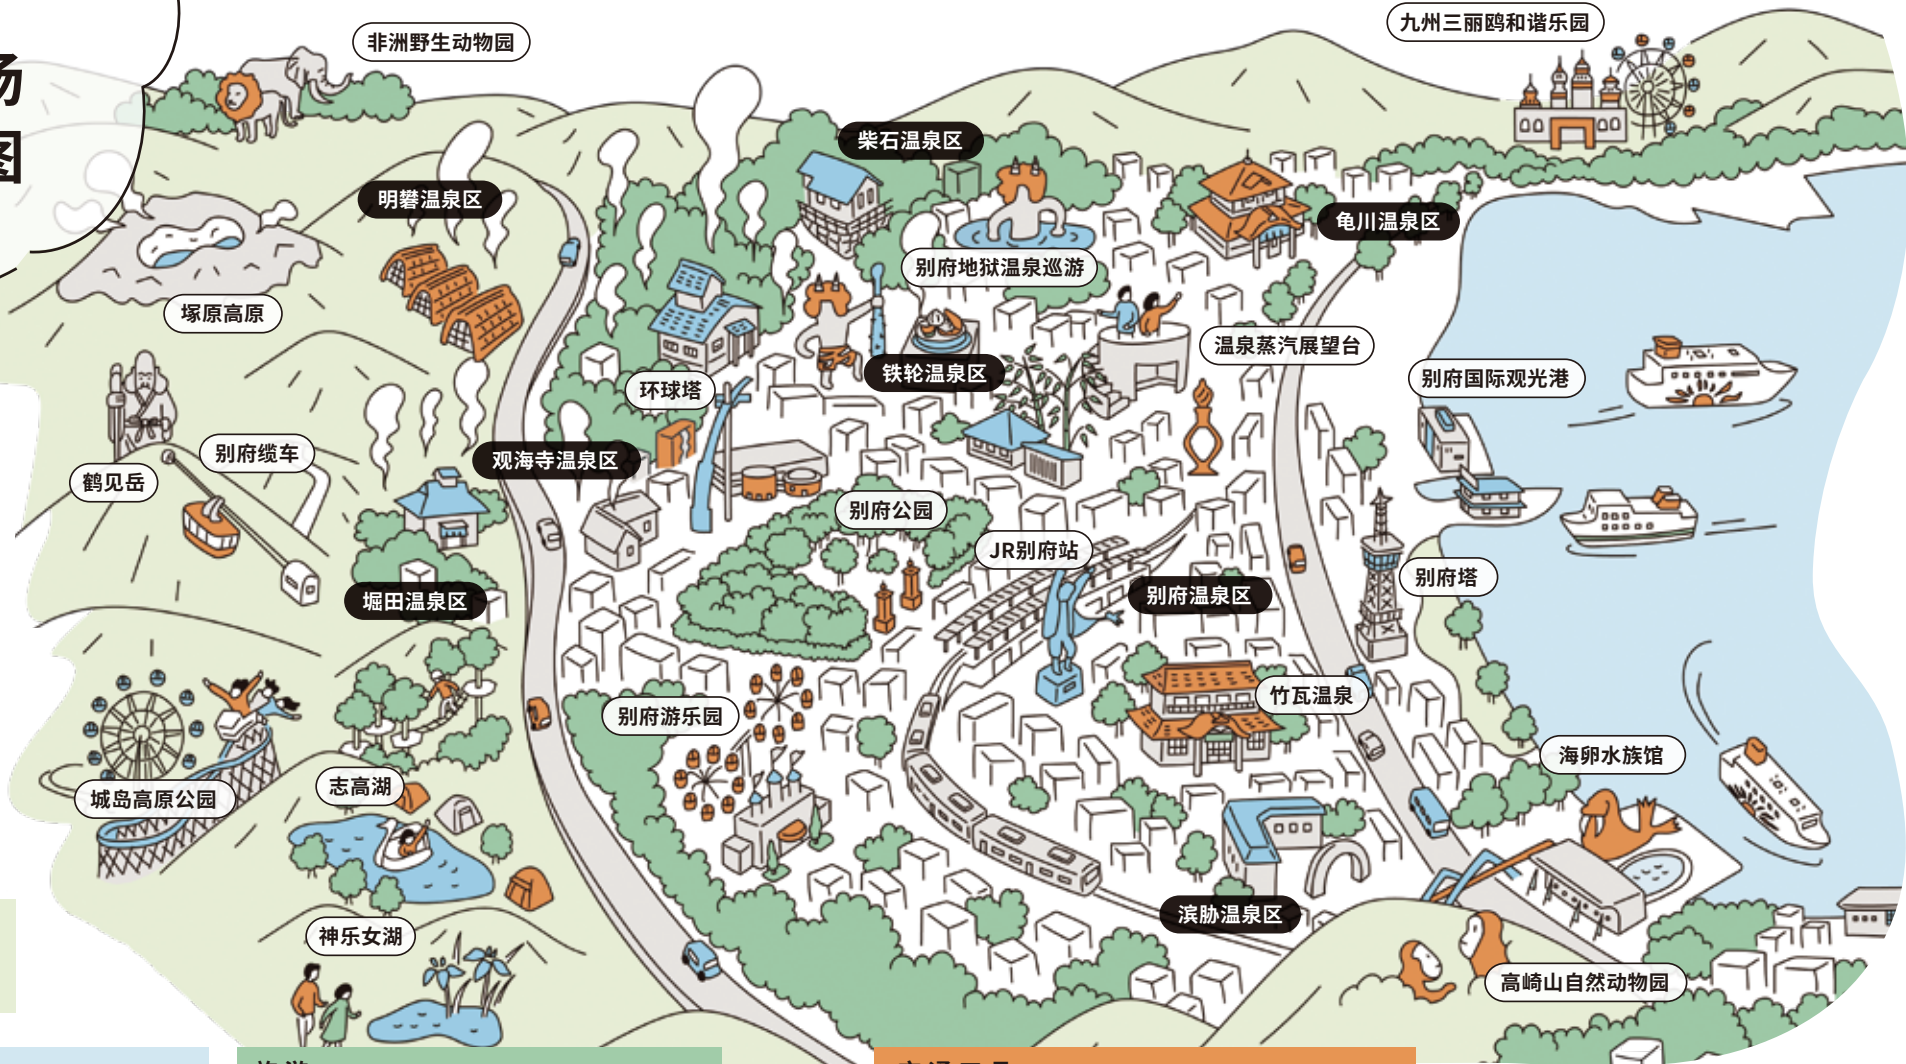 九州三丽鸥和谐乐园
非洲野生动物园
场
图
柴石温泉区
明礬温泉区
龟川温泉区
别府地狱温泉巡游
塚原高原
温泉蒸汽展望台
铁轮温泉区
别府国际观光港
环球塔
别府缆车
观海寺温泉区
鹤见岳
别府公园
JR别府站
别府塔
别府温泉区
堀田温泉区
竹瓦温泉
别府游乐园
海卵水族馆
志高湖
城岛高原公园
滨胁温泉区
神乐女湖
高崎山自然动物园